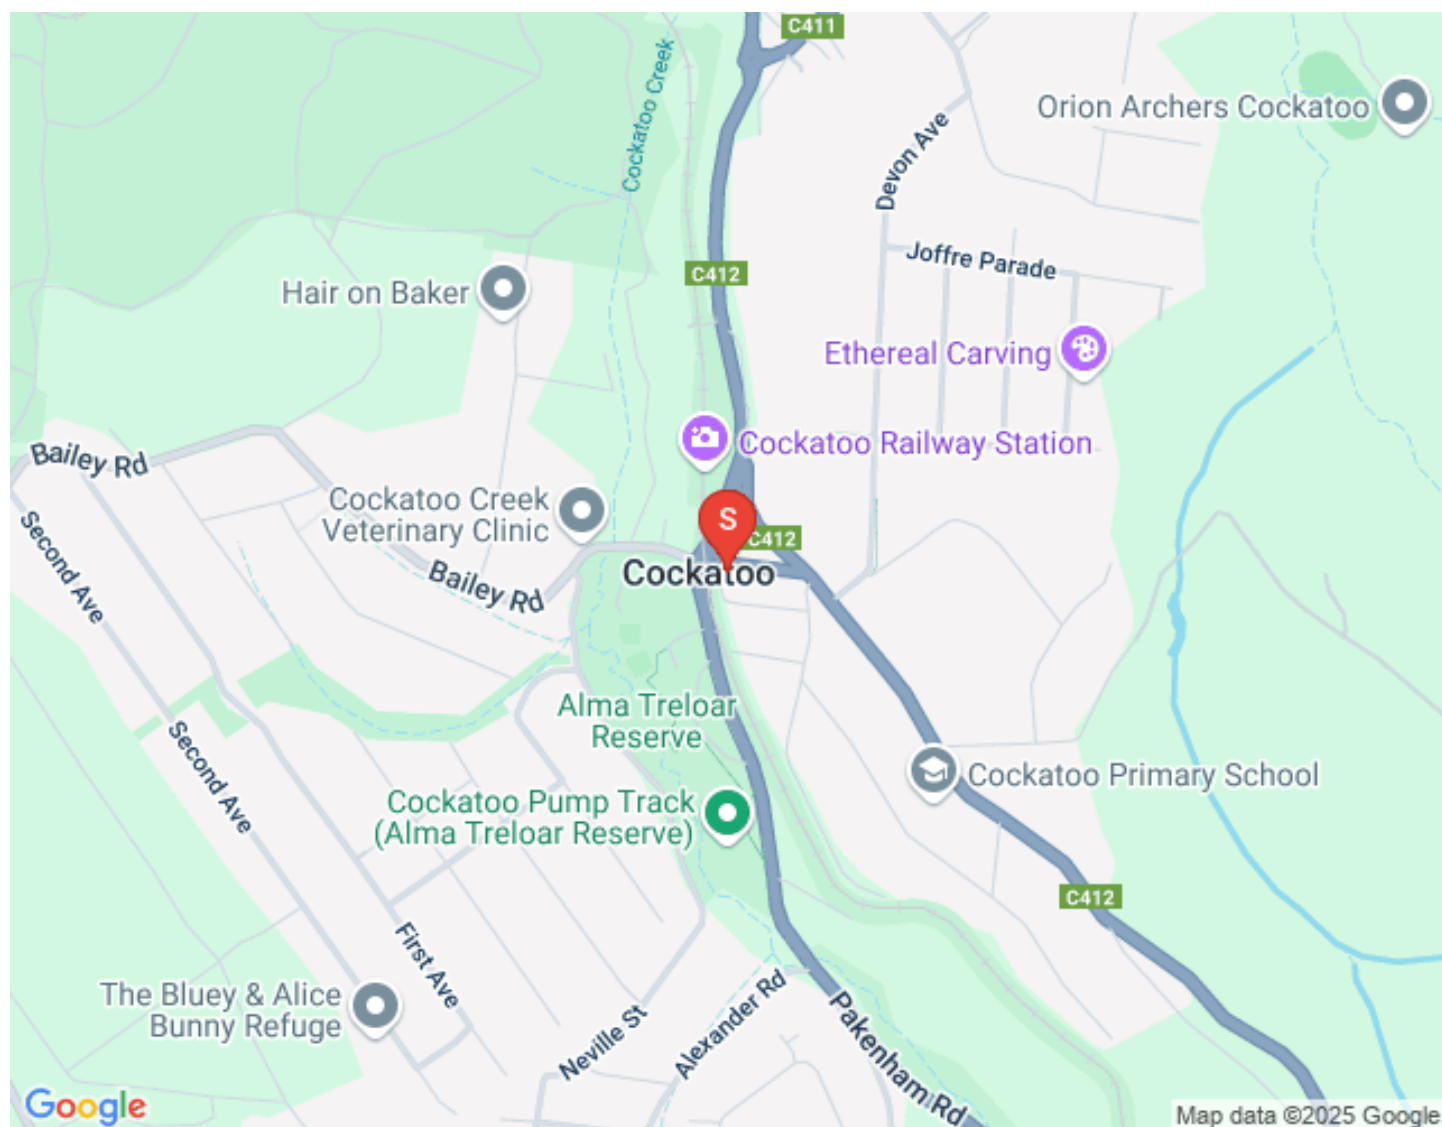 C411
Cockatoo Creek
Orion Archers Cockatoo
Devon Ave
Joffre Parade
C412
Hair on Baker
Ethereal Carving
Cockatoo Railway Station
Bailey Rd
Cockatoo Creek
Veterinary Clinic
S
C412
Cockatoo
Bailey Rd
Second Ave
Alma Treloar
Reserve
Second Ave
Cockatoo Primary School
Cockatoo Pump Track
(Alma Treloar Reserve)
C412
First Ave
The Bluey & Alice
Bunny Refuge
Neville St
Alexander Rd
Pakenham Rd
Google
Map data ©2025 Google